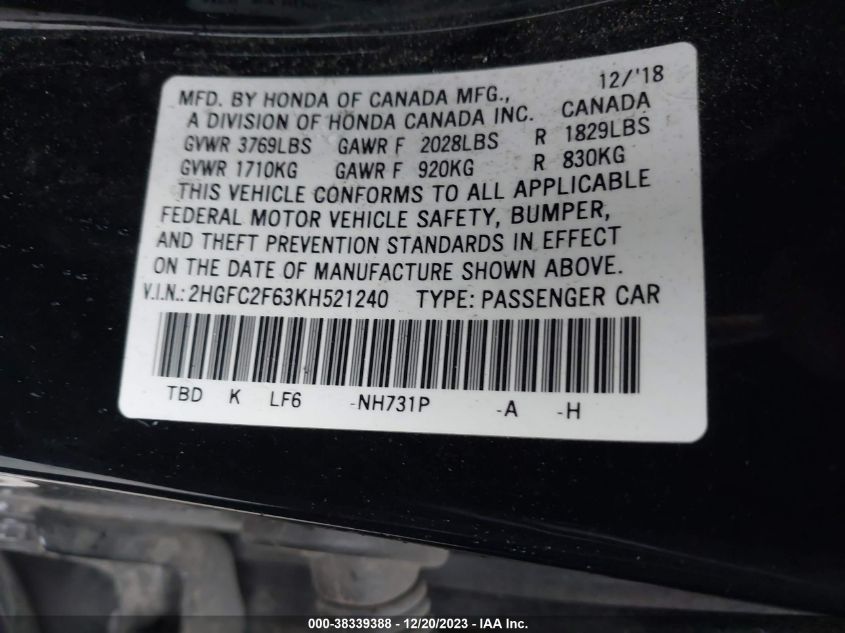 12/'18
MFD. BY HONDA OF CANADA MFG.,
A DIVISION OF HONDA CANADA INC. CANADA
GVWR 3769LBS GAWR F 2028LBS R 1829LBS
GVWR 1710KG GAWR F 920KG R 830KG
THIS VEHICLE CONFORMS TO ALL APPLICABLE
FEDERAL MOTOR VEHICLE SAFETY, BUMPER,
AND THEFT PREVENTION STANDARDS IN EFFECT
ON THE DATE OF MANUFACTURE SHOWN ABOVE.
V.I.N.: 2HGFC2F63KH521240 TYPE: PASSENGER CAR
TBD K LF6 -NH731P -A -H
000-38339388 - 12/20/2023 - IAA Inc.